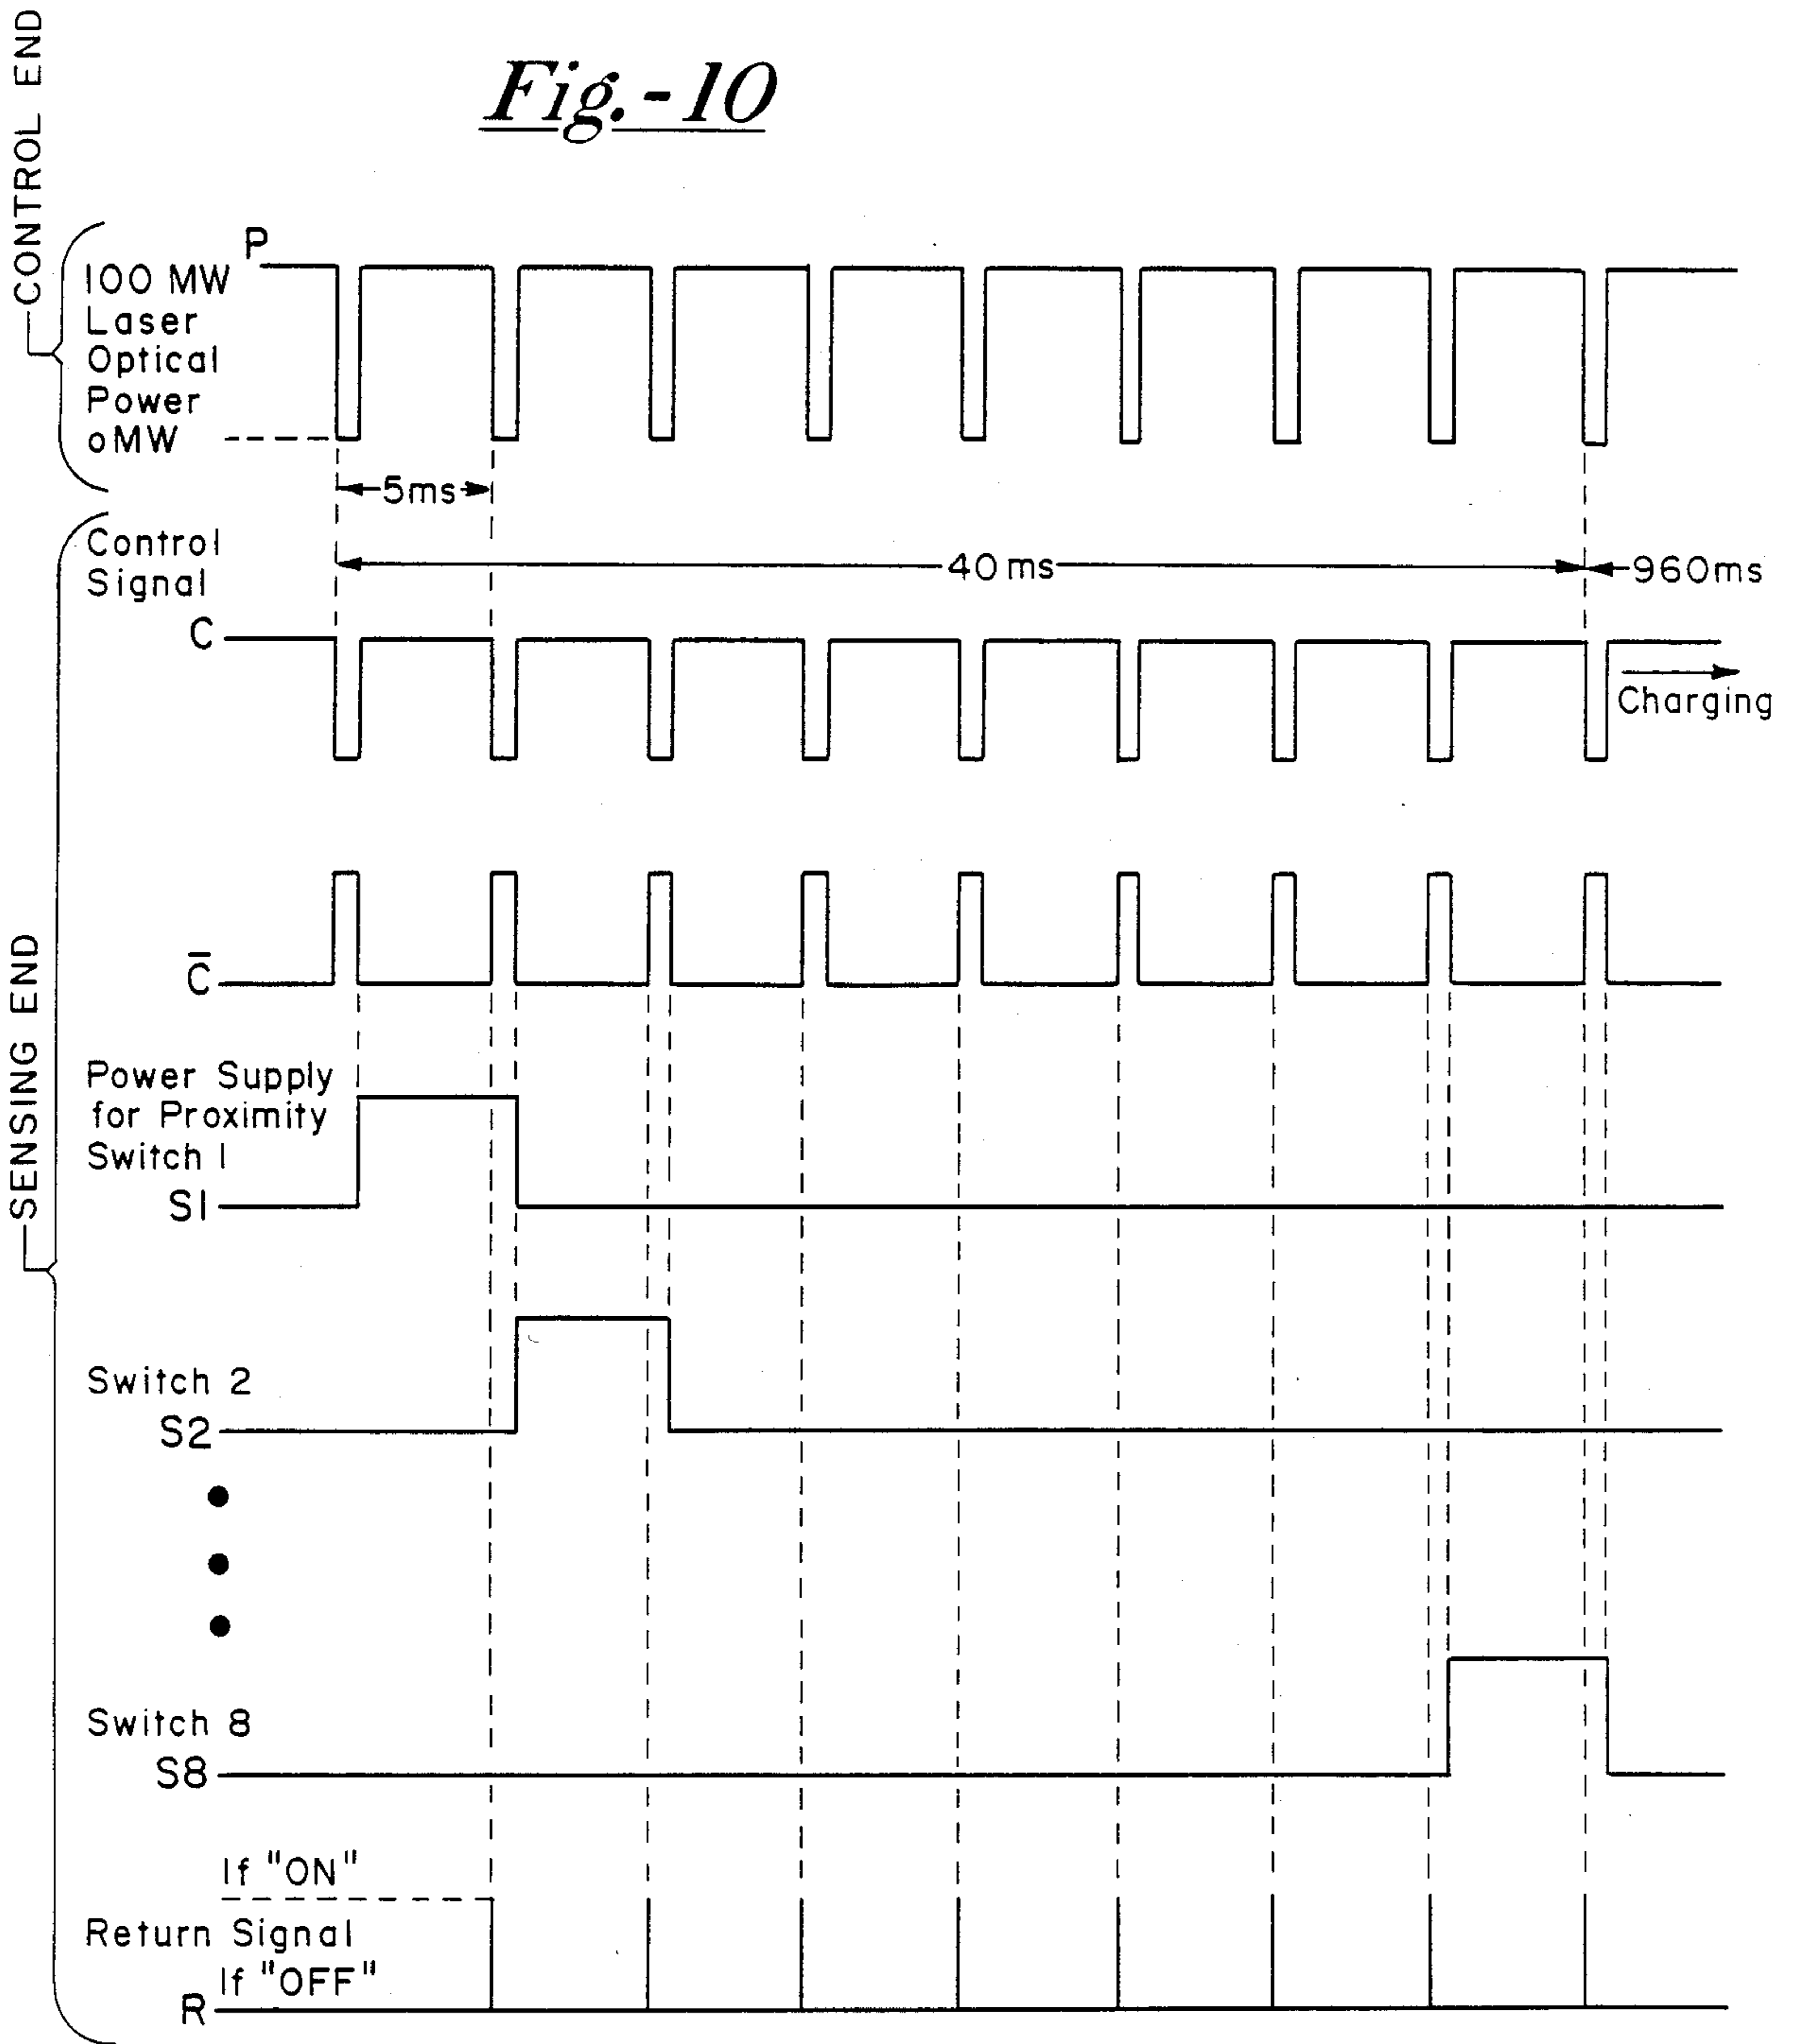 Fig.-10
CONTROL END
P
100 MW
Laser
Optical
Power
oMW
5ms
SENSING END
Control
Signal
40 ms
960ms
C
Charging
C̅
Power Supply
for Proximity
Switch 1
S1
Switch 2
S2
Switch 8
S8
If "ON"
Return Signal
If "OFF"
R